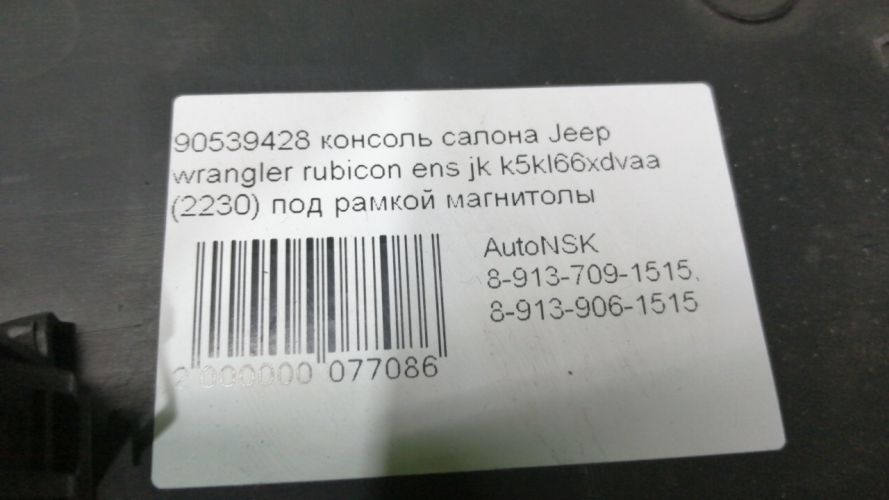 90539428 консоль салона Jeep
wrangler rubicon ens jk k5kl66xdvaa
(2230) под рамкой магнитолы
AutoNSK
8-913-709-1515,
8-913-906-1515
2 000000 077086